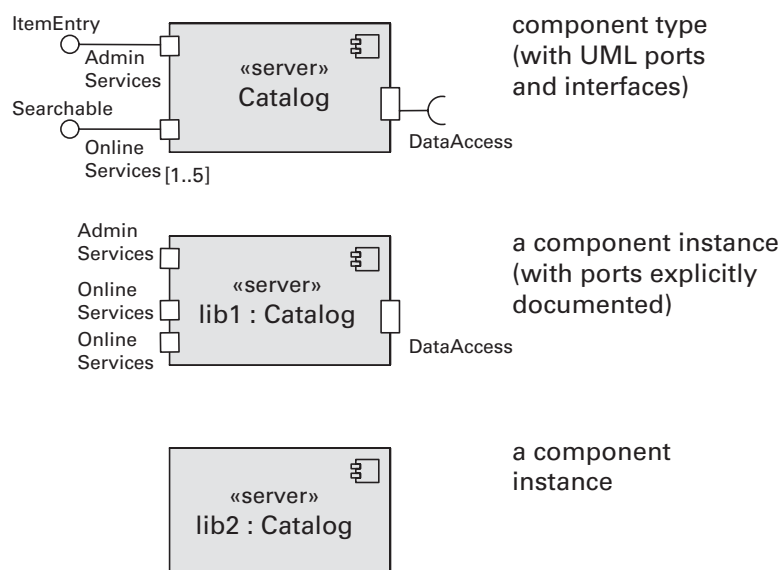 ItemEntry
Admin
Services
Searchable
Online
Services [1..5]
«server»
Catalog
DataAccess
component type
(with UML ports
and interfaces)
Admin
Services
Online
Services
Online
Services
«server»
lib1 : Catalog
DataAccess
a component instance
(with ports explicitly
documented)
«server»
lib2 : Catalog
a component
instance